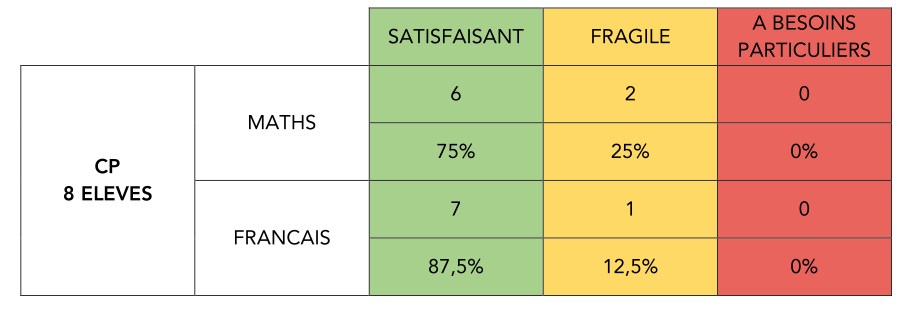 SATISFAISANT
FRAGILE
A BESOINS
PARTICULIERS
CP
8 ELEVES
MATHS
6
2
0
75%
25%
0%
FRANCAIS
7
1
0
87,5%
12,5%
0%